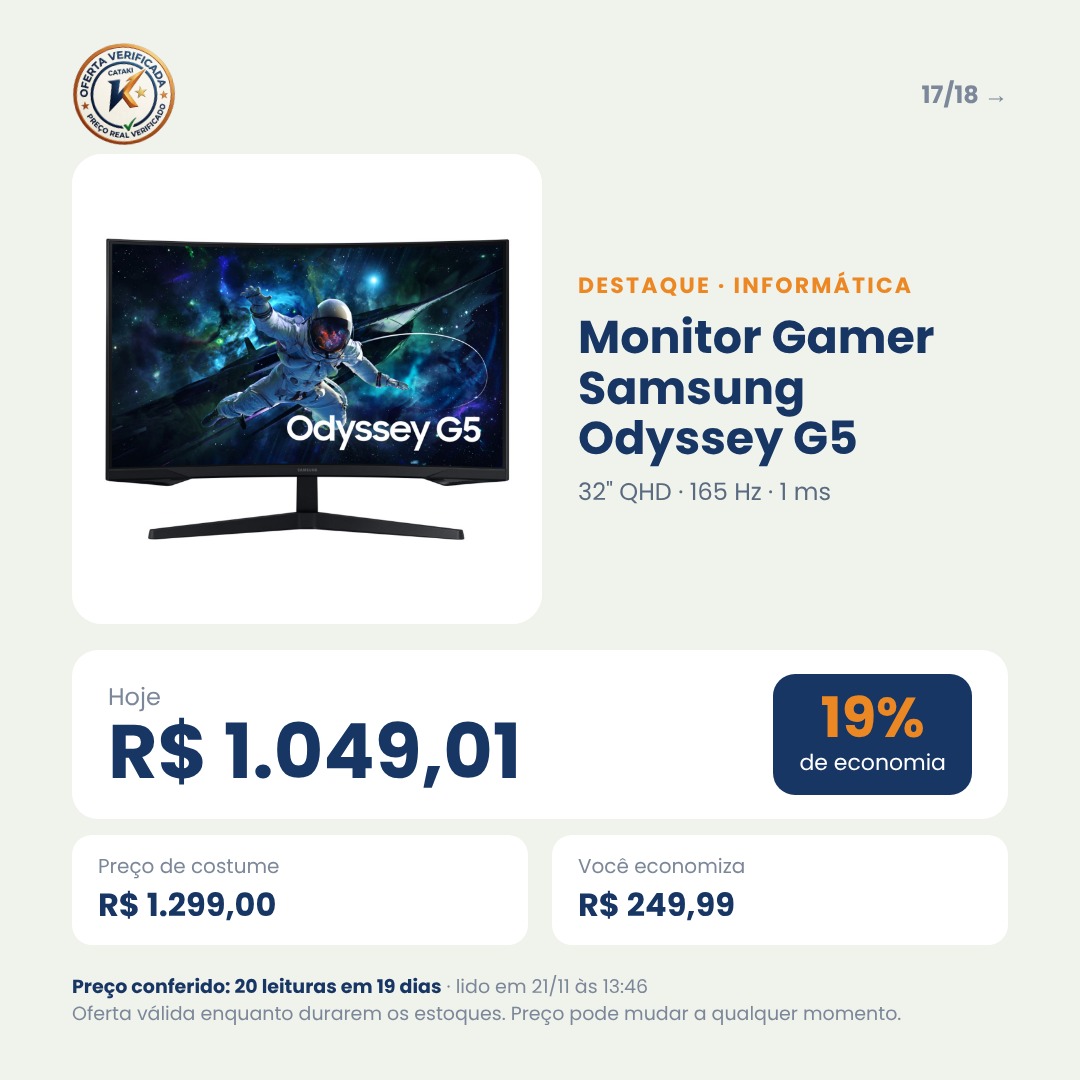 OFERTA VERIFICADA
CATAKI
K
PREÇO REAL VERIFICADO
17/18 →
Odyssey G5
SAMSUNG
DESTAQUE · INFORMÁTICA
Monitor Gamer
Samsung
Odyssey G5
32" QHD · 165 Hz · 1 ms
Hoje
R$ 1.049,01
19%
de economia
Preço de costume
R$ 1.299,00
Você economiza
R$ 249,99
Preço conferido: 20 leituras em 19 dias · lido em 21/11 às 13:46
Oferta válida enquanto durarem os estoques. Preço pode mudar a qualquer momento.